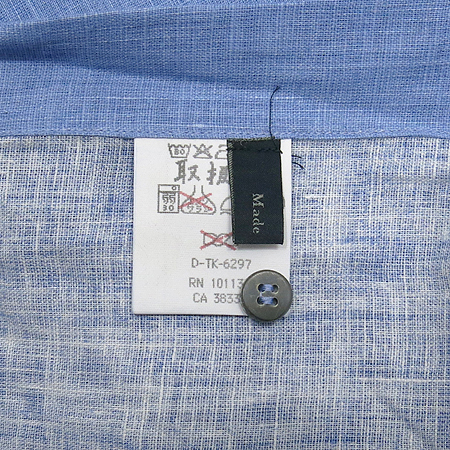 取扱
Made
D-TK-6297
RN 10113
CA 3833